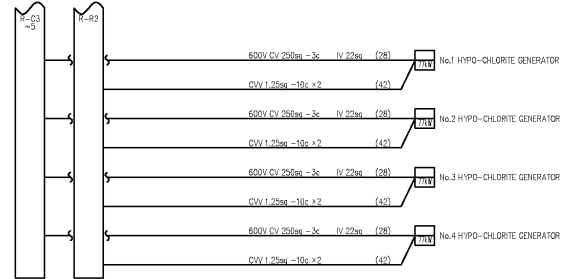 R-C3
~5
R-R2
600V CV 250sq -3c IV 22sq (28)
77kW
No.1 HYPO-CHLORITE GENERATOR
CVV 1.25sq -10c ×2 (42)
600V CV 250sq -3c IV 22sq (28)
77kW
No.2 HYPO-CHLORITE GENERATOR
CVV 1.25sq -10c ×2 (42)
600V CV 250sq -3c IV 22sq (28)
77kW
No.3 HYPO-CHLORITE GENERATOR
CVV 1.25sq -10c ×2 (42)
600V CV 250sq -3c IV 22sq (28)
77kW
No.4 HYPO-CHLORITE GENERATOR
CVV 1.25sq -10c ×2 (42)